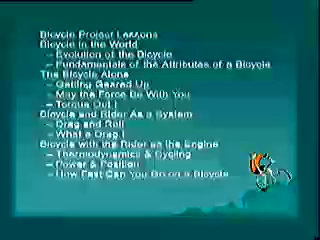 Bicycle Project Lessons
Bicycle in the World
– Evolution of the Bicycle
– Fundamentals of the Attributes of a Bicycle
The Bicycle Alone
– Getting Geared Up
– May the Force Be With You
– Torque Out !
Bicycle and Rider As a System
– Drag and Roll
– What a Drag !
Bicycle with the Rider as the Engine
– Thermodynamics & Cycling
– Power & Position
– How Fast Can You Go on a Bicycle